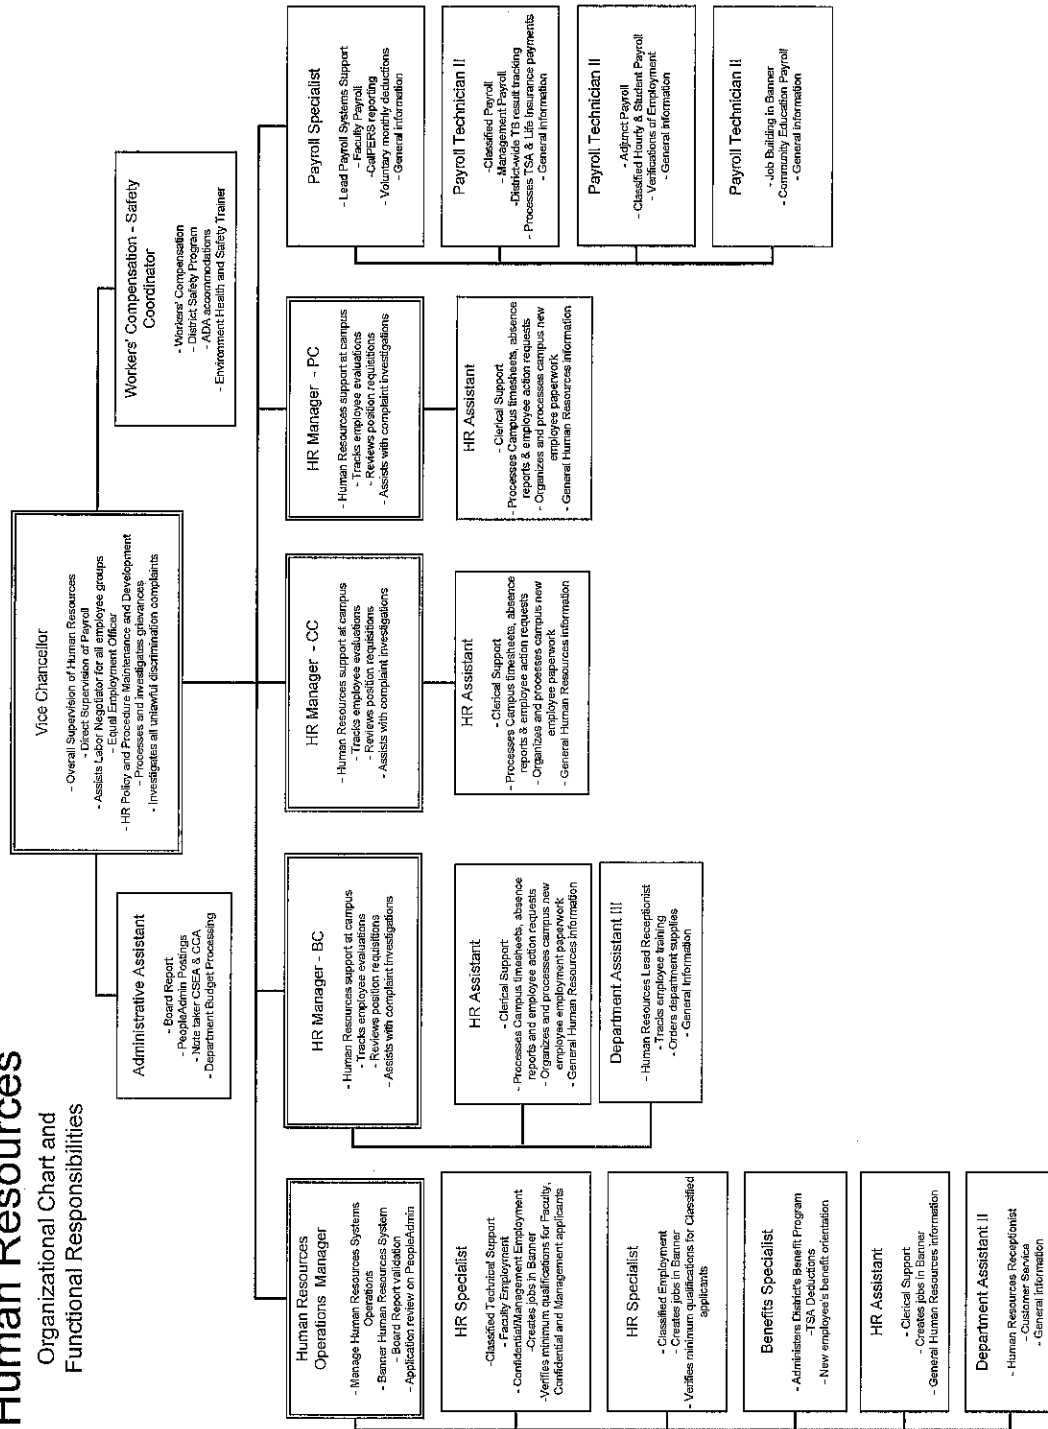 Human Resources
Organizational Chart and
Functional Responsibilities
Vice Chancellor
- Overall Supervision of Human Resources
- Direct Supervision of Payroll
- Assists Labor Negotiator for all employee groups
- Equal Employment Officer
- HR Policy and Procedure Maintenance and Development
- Processes and investigates grievances
- Investigates all unlawful discrimination complaints
Administrative Assistant
- Board Report
- PeopleAdmin Postings
- Note taker CSEA & CCA
- Department Budget Processing
Workers' Compensation - Safety
Coordinator
- Workers' Compensation
- District Safety Program
- ADA accommodations
- Environment Health and Safety Trainer
Human Resources
Operations Manager
- Manage Human Resources Systems
Operations
- Banner Human Resources System
- Board Report validation
- Application review on PeopleAdmin
HR Specialist
-Classified Technical Support
- Faculty Employment
- Confidential/Management Employment
-Creates jobs in Banner
-Verifies minimum qualifications for Faculty,
Confidential and Management applicants
HR Specialist
- Classified Employment
- Creates jobs in Banner
- Verifies minimum qualifications for Classified
applicants
Benefits Specialist
- Administers District's Benefit Program
-TSA Deductions
- New employee's benefit orientation
HR Assistant
- Clerical Support
- Creates jobs in Banner
- General Human Resources information
Department Assistant II
- Human Resources Receptionist
- Customer Service
- General Information
HR Manager - BC
- Human Resources support at campus
- Tracks employee evaluations
- Reviews position requisitions
- Assists with complaint investigations
HR Assistant
- Clerical Support
- Processes Campus timesheets, absence
reports and employee action requests
- Organizes and processes campus new
employee employment paperwork
- General Human Resources information
Department Assistant III
- Human Resources Lead Receptionist
- Tracks employee training
- Orders department supplies
- General Information
HR Manager - CC
- Human Resources support at campus
- Tracks employee evaluations
- Reviews position requisitions
- Assists with complaint investigations
HR Assistant
- Clerical Support
- Processes Campus timesheets, absence
reports & employee action requests
- Organizes and processes campus new
employee paperwork
- General Human Resources information
HR Manager - PC
- Human Resources support at campus
- Tracks employee evaluations
- Reviews position requisitions
- Assists with complaint investigations
HR Assistant
- Clerical Support
- Processes Campus timesheets, absence
reports & employee action requests
- Organizes and processes campus new
employee paperwork
- General Human Resources information
Payroll Specialist
- Lead Payroll Systems Support
- Faculty Payroll
-CalPERS reporting
- Voluntary monthly deductions
- General information
Payroll Technician II
-Classified Payroll
- Management Payroll
-District-wide TB result tracking
- Processes TSA & Life Insurance payments
- General information
Payroll Technician II
- Adjunct Payroll
- Classified Hourly & Student Payroll
- Verifications of Employment
- General information
Payroll Technician II
- Job Building in Banner
- Community Education Payroll
- General information